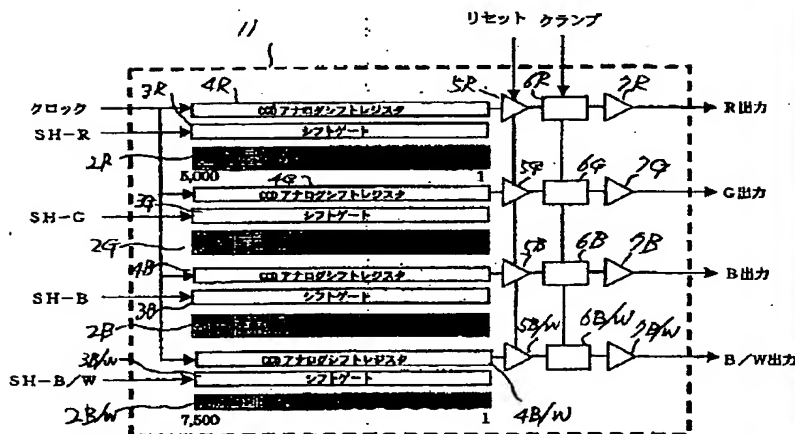 11
リセット クランプ
3R 4R 5R 6R 7R
クロック CCDアナログシフトレジスタ R出力
SH-R シフトゲート
2R
5,000 4G 1 5G 7G
CCDアナログシフトレジスタ 6G G出力
3G
SH-G シフトゲート
2G
4B 5B 6B 7B
CCDアナログシフトレジスタ B出力
SH-B シフトゲート
3B
2B 5B/W 6B/W 7B/W
3B/W CCDアナログシフトレジスタ B/W出力
SH-B/W シフトゲート
2B/W 7,500 1 4B/W